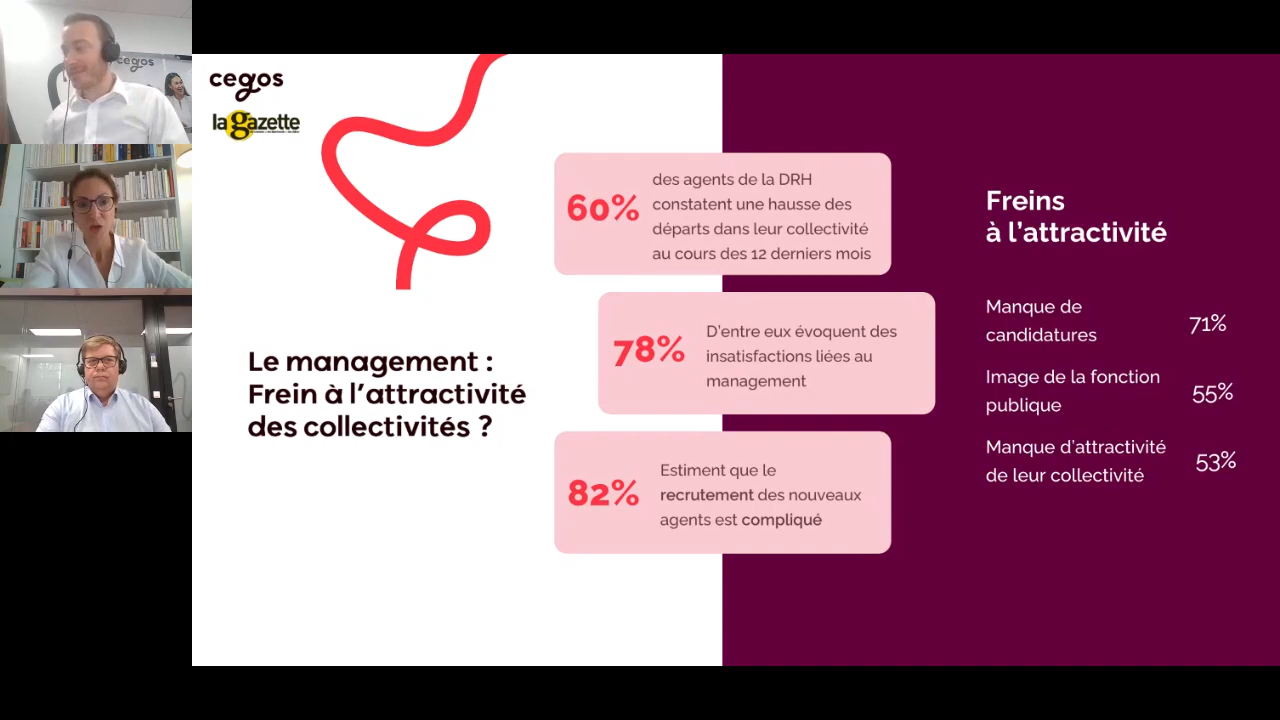 cegos
cegos
la gazette
Le management :
Frein à l'attractivité
des collectivités ?
60%
des agents de la DRH
constatent une hausse des
départs dans leur collectivité
au cours des 12 derniers mois
78%
D'entre eux évoquent des
insatisfactions liées au
management
82%
Estiment que le
recrutement des nouveaux
agents est compliqué
Freins
à l'attractivité
Manque de
candidatures
71%
Image de la fonction
publique
55%
Manque d'attractivité
de leur collectivité
53%